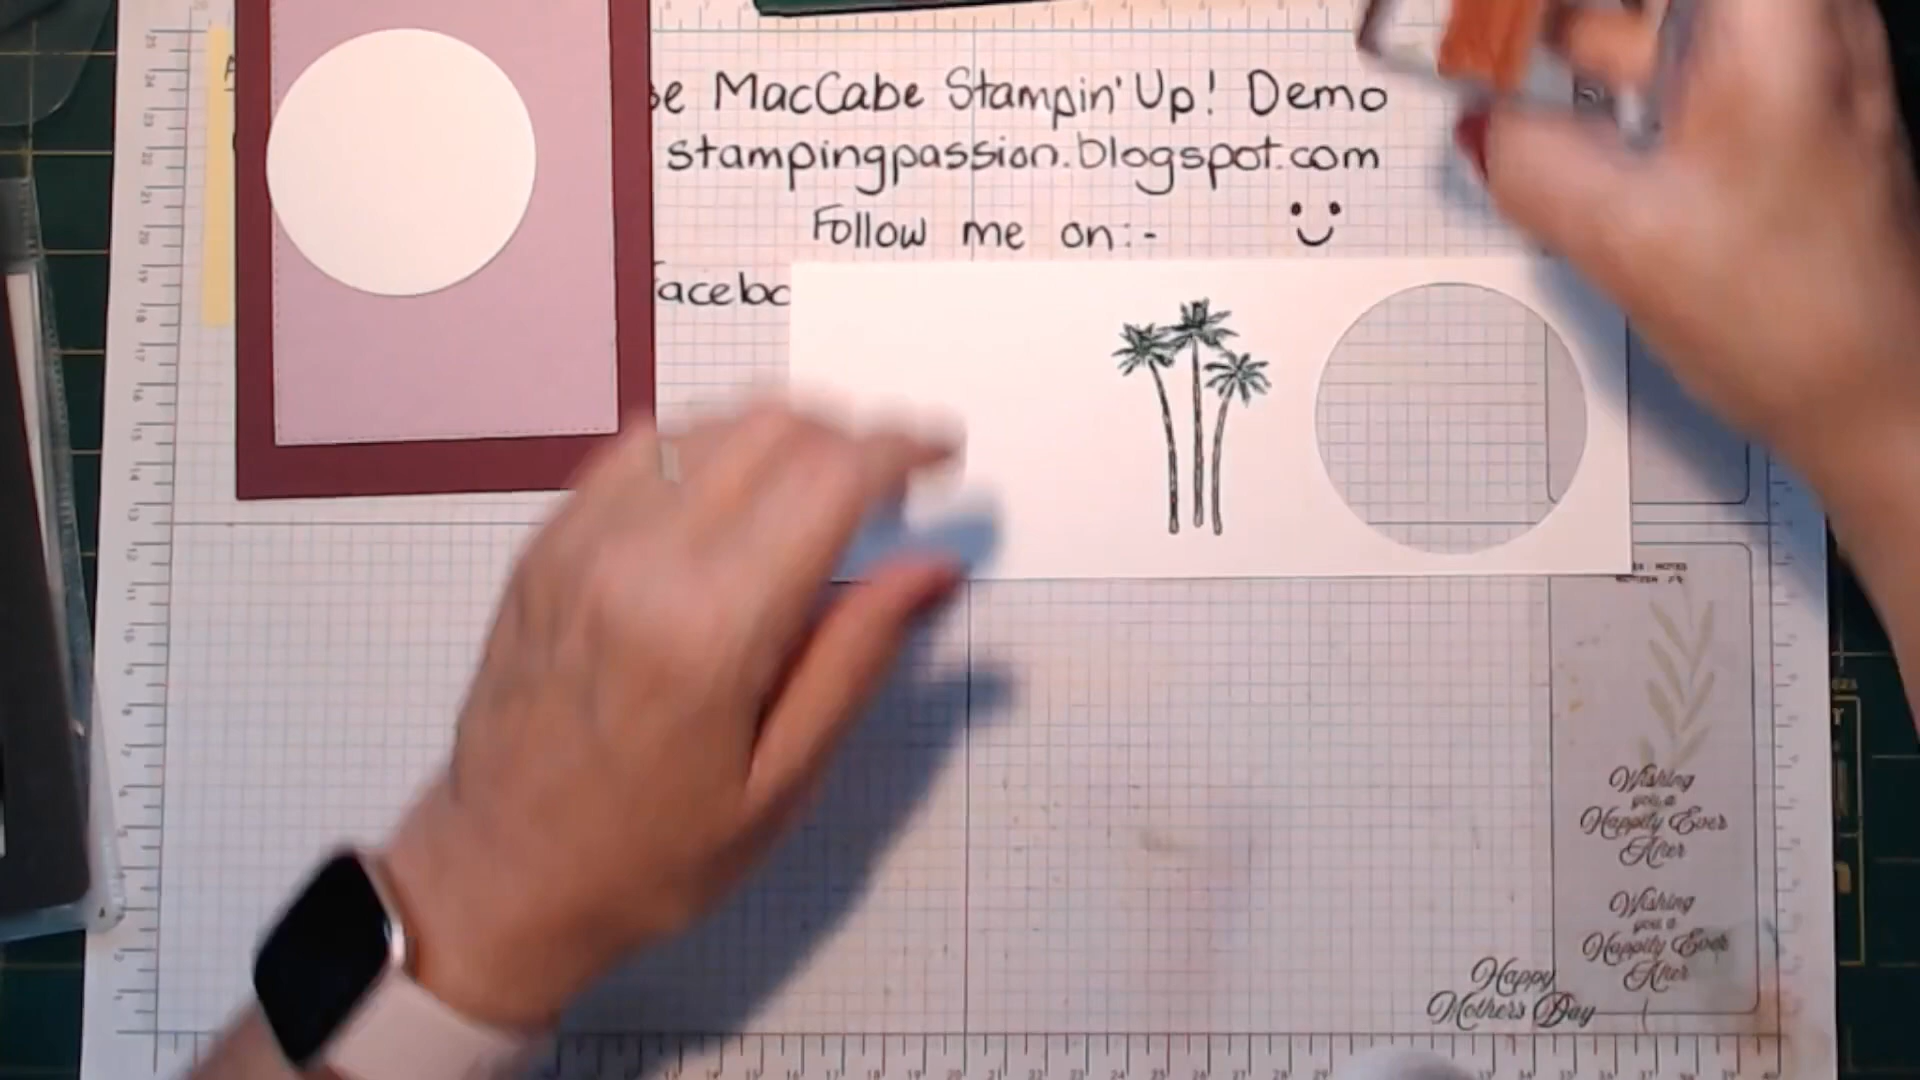 MacCabe Stampin' Up! Demo
stampingpassion.blogspot.com
Follow me on:-
Wishing
you a
Happily Ever
After
Wishing
you a
Happily Ever
After
Happy
Mother's Day